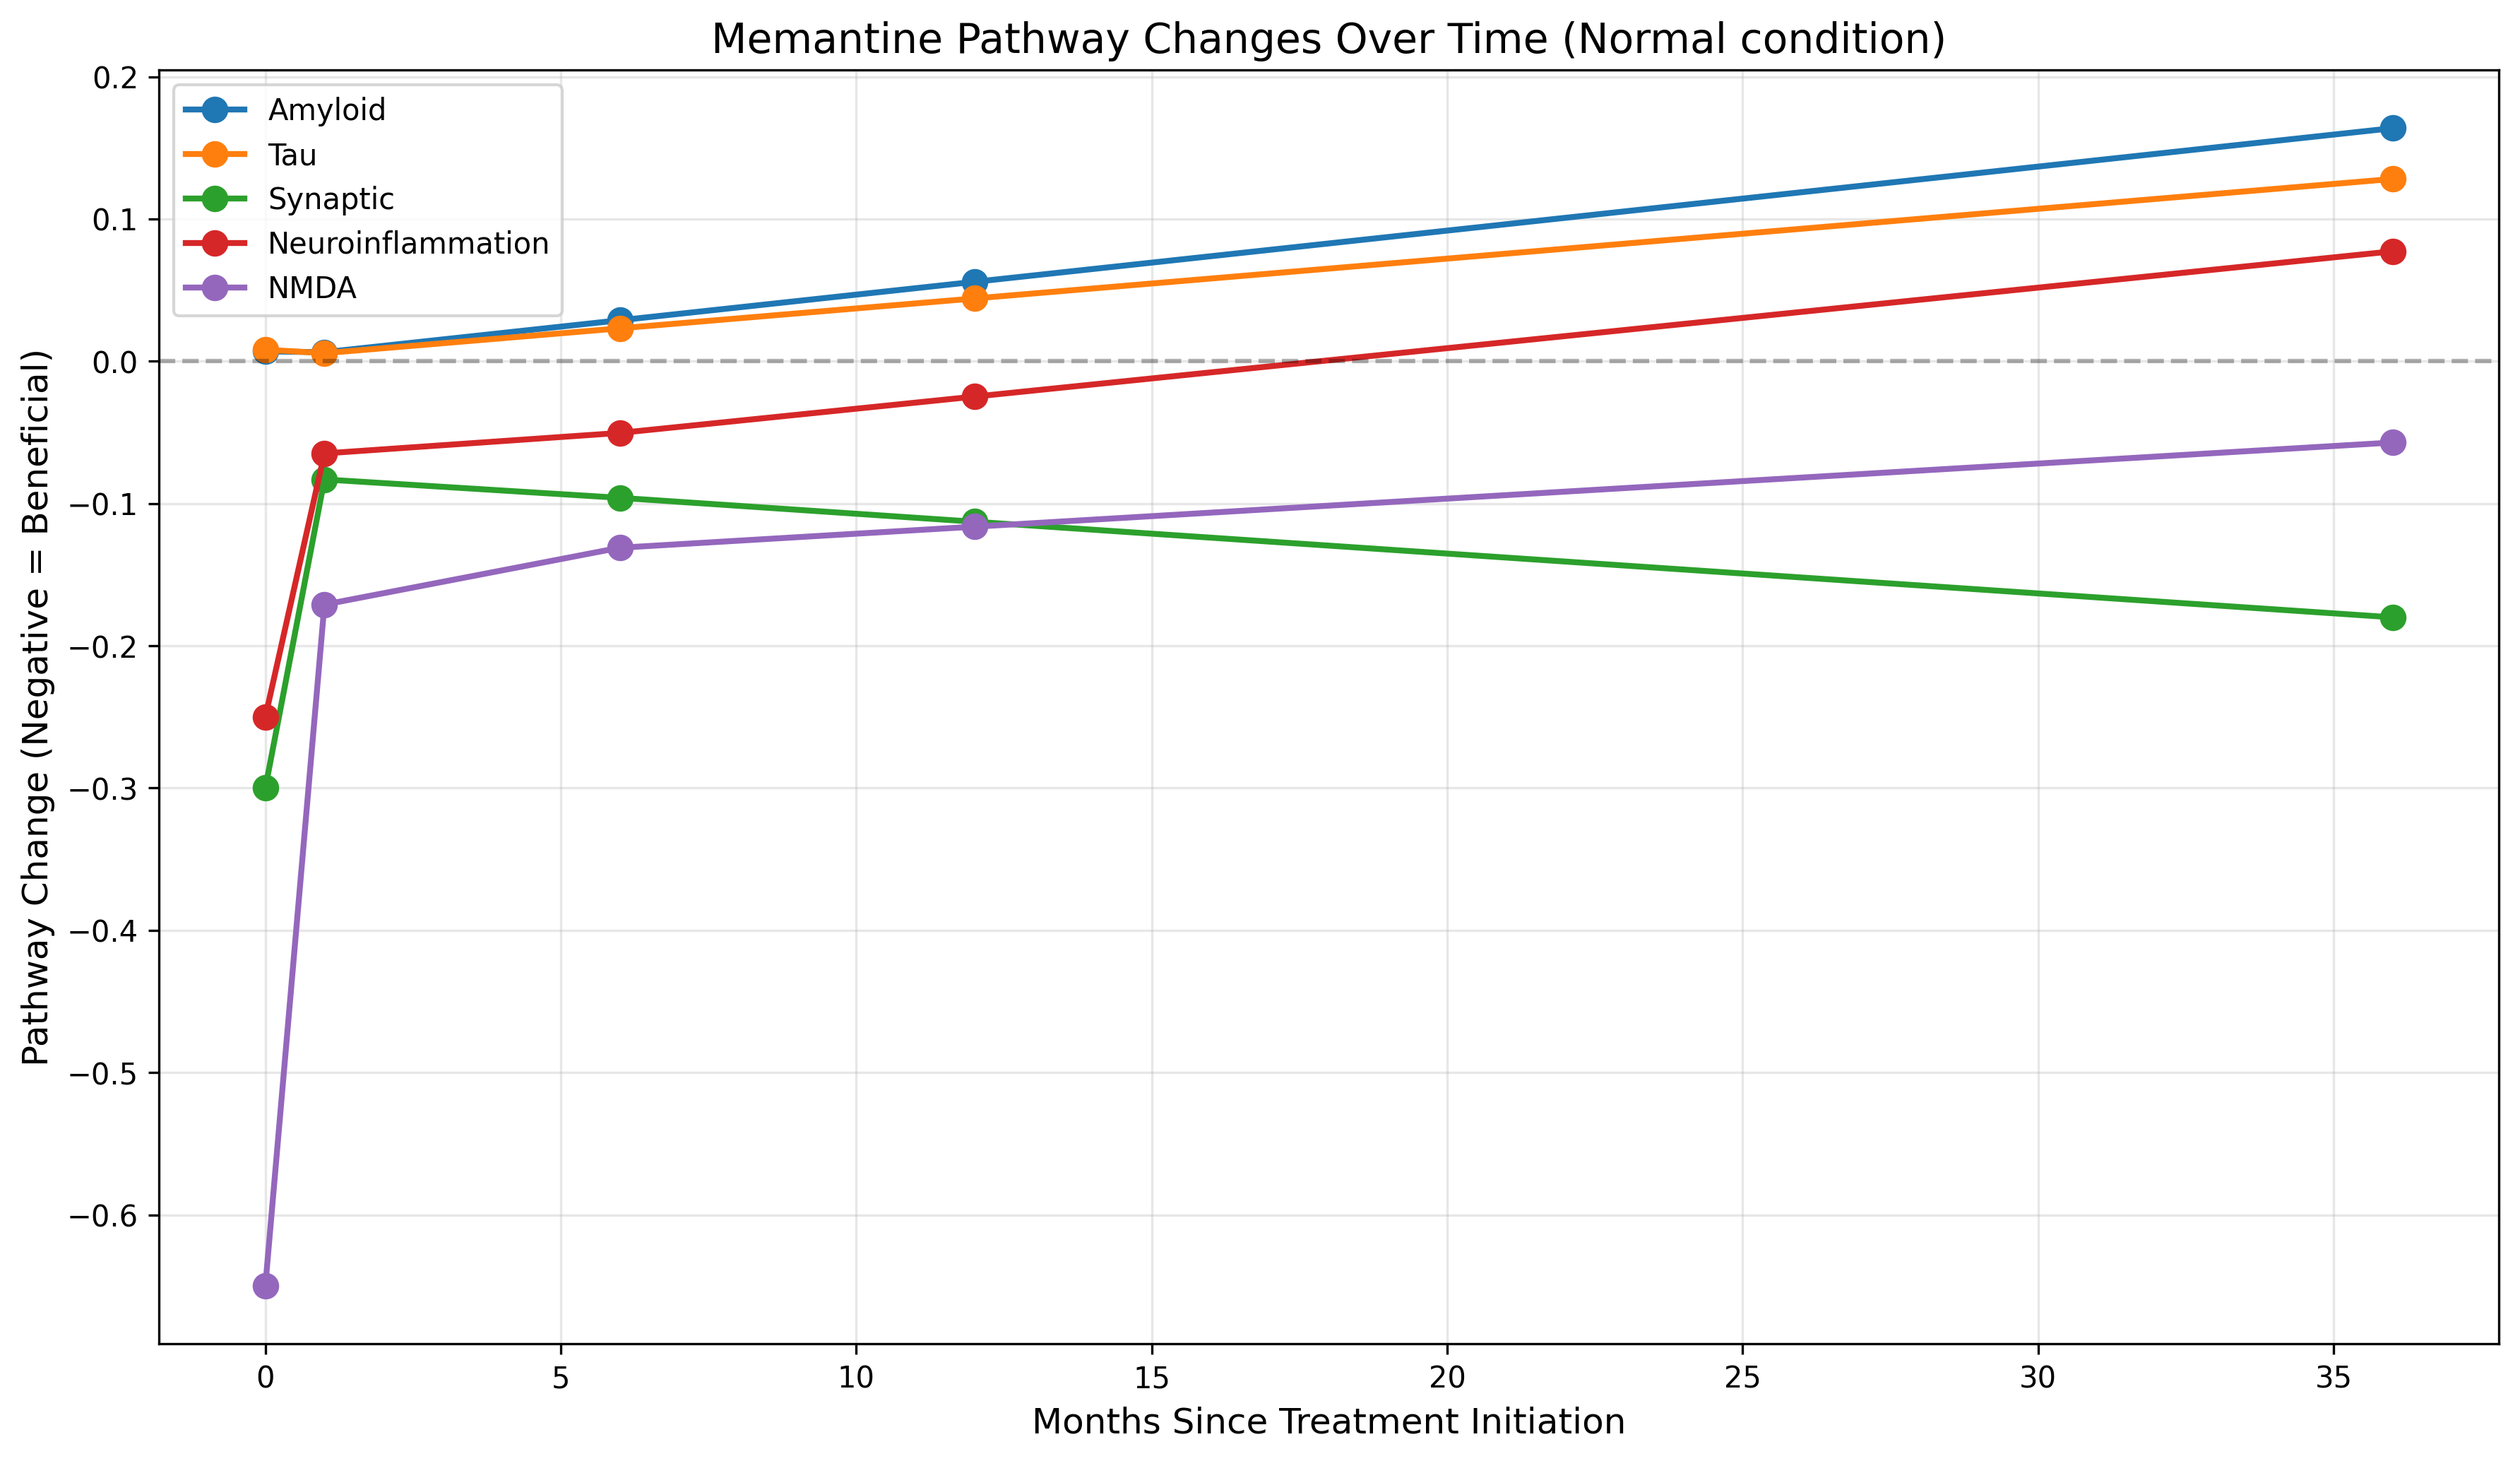 Memantine Pathway Changes Over Time (Normal condition)
Amyloid
Tau
Synaptic
Neuroinflammation
NMDA
Pathway Change (Negative = Beneficial)
0.2
0.1
0.0
−0.1
−0.2
−0.3
−0.4
−0.5
−0.6
0 5 10 15 20 25 30 35
Months Since Treatment Initiation